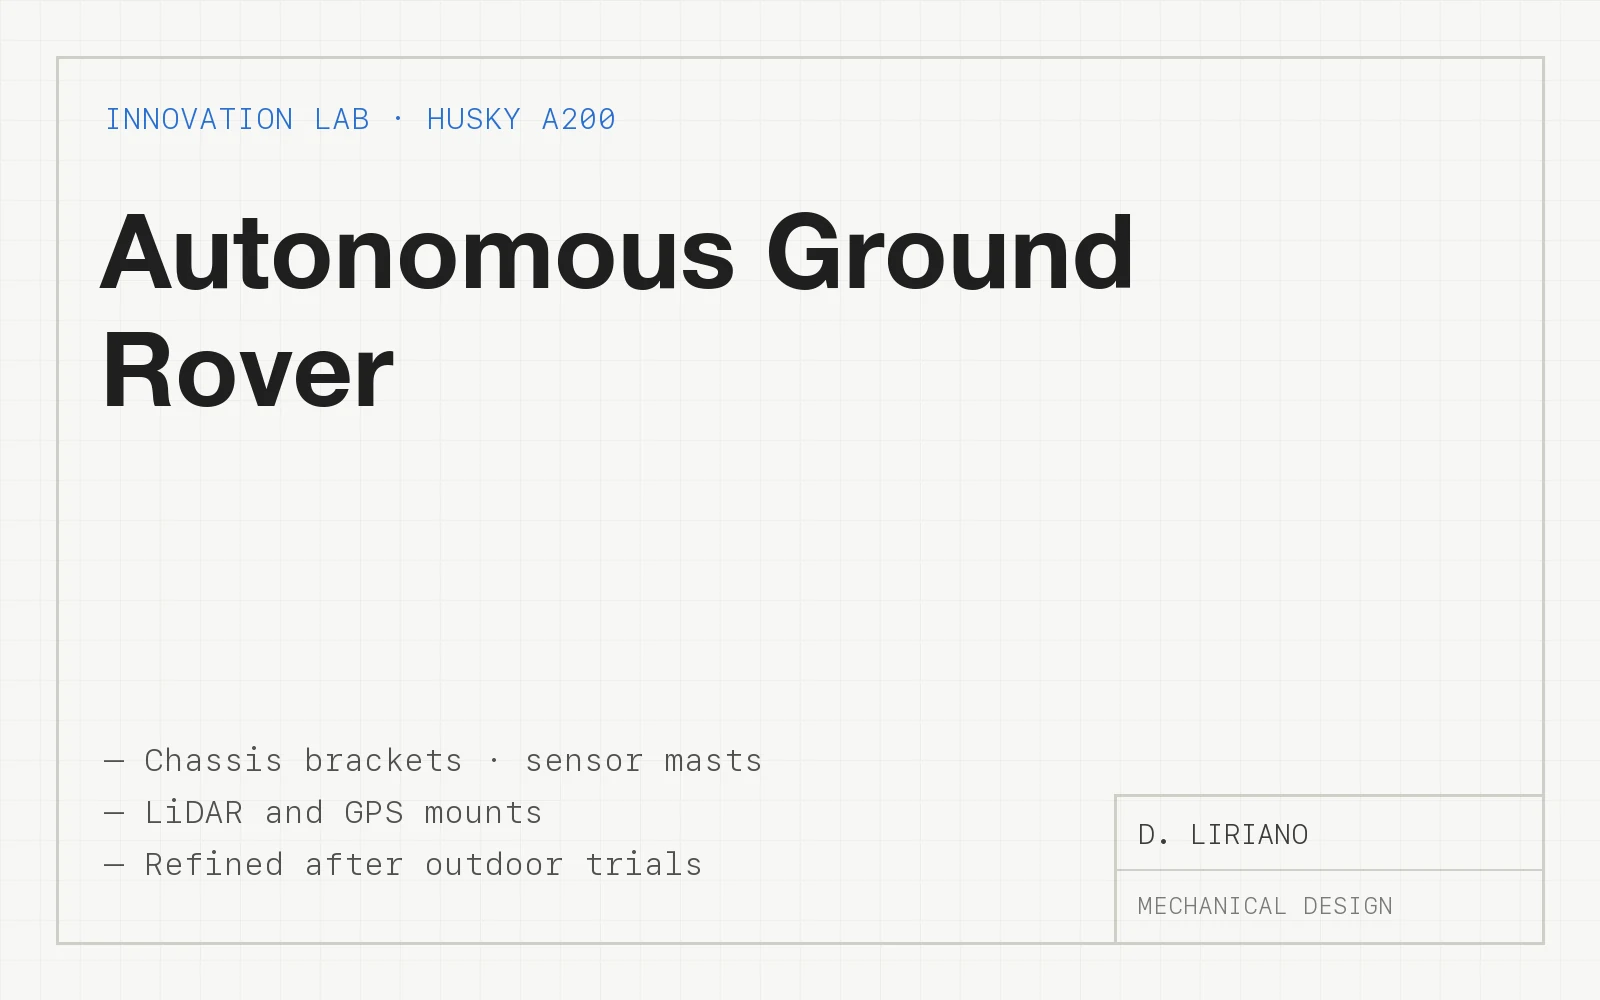 INNOVATION LAB · HUSKY A200
Autonomous Ground
Rover
— Chassis brackets · sensor masts
— LiDAR and GPS mounts
— Refined after outdoor trials
D. LIRIANO
MECHANICAL DESIGN